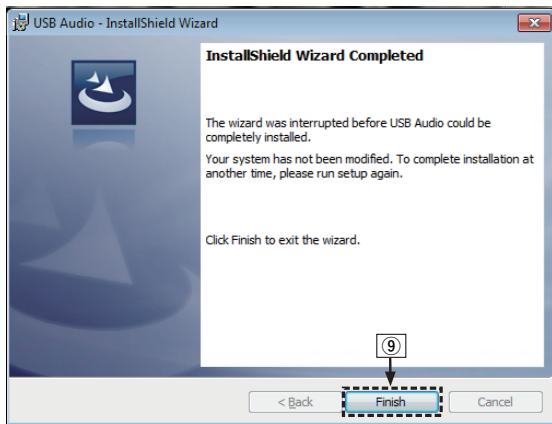 USB Audio - InstallShield Wizard
InstallShield Wizard Completed
The wizard was interrupted before USB Audio could be
completely installed.
Your system has not been modified. To complete installation at
another time, please run setup again.
Click Finish to exit the wizard.
⑨
< Back Finish Cancel